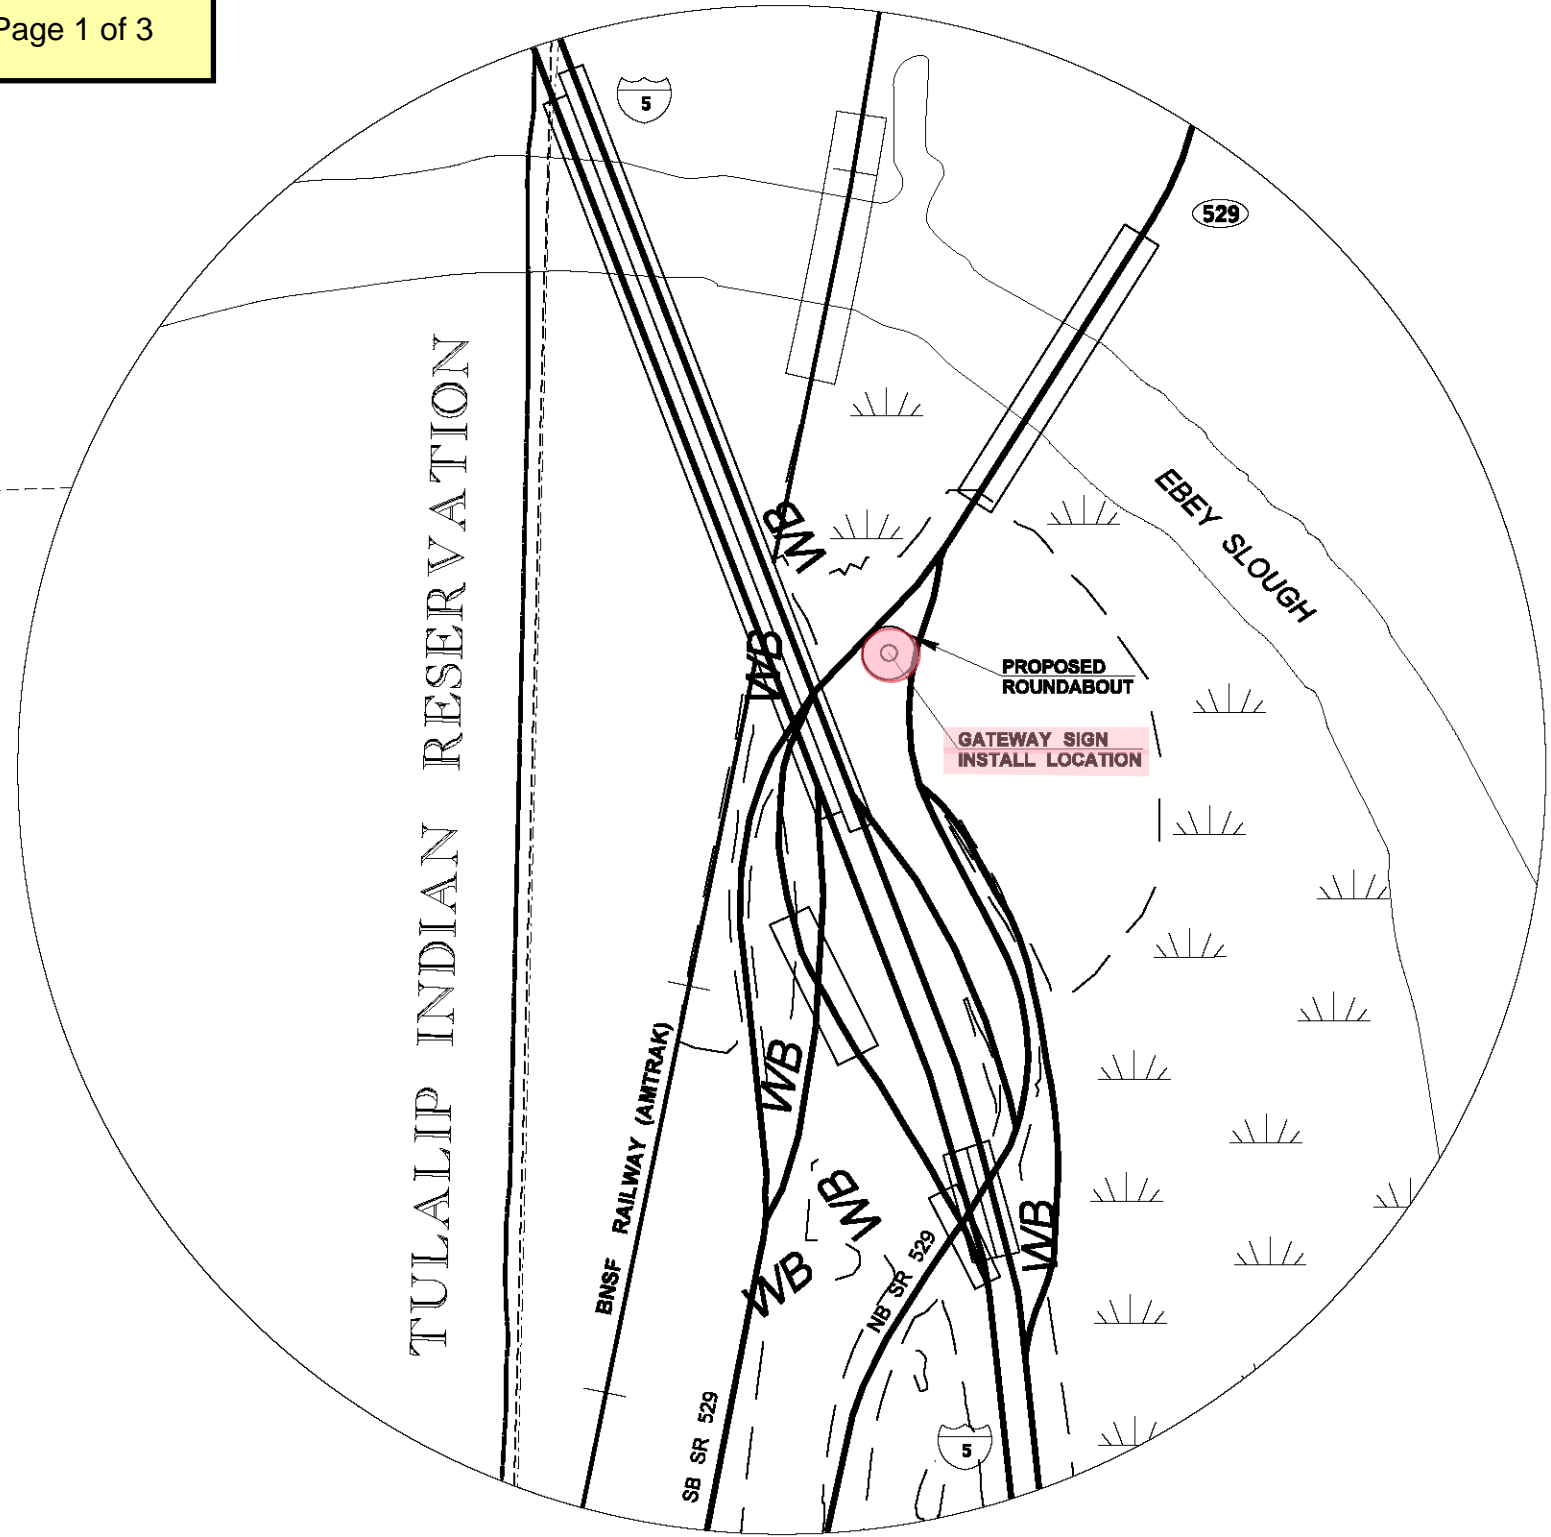 Page 1 of 3
5
529
TULALIP INDIAN RESERVATION
EBEY SLOUGH
WB
WB
PROPOSED
ROUNDABOUT
GATEWAY SIGN
INSTALL LOCATION
BNSF RAILWAY (AMTRAK)
WB
WB
WB
WB
NB SR 529
SB SR 529
5